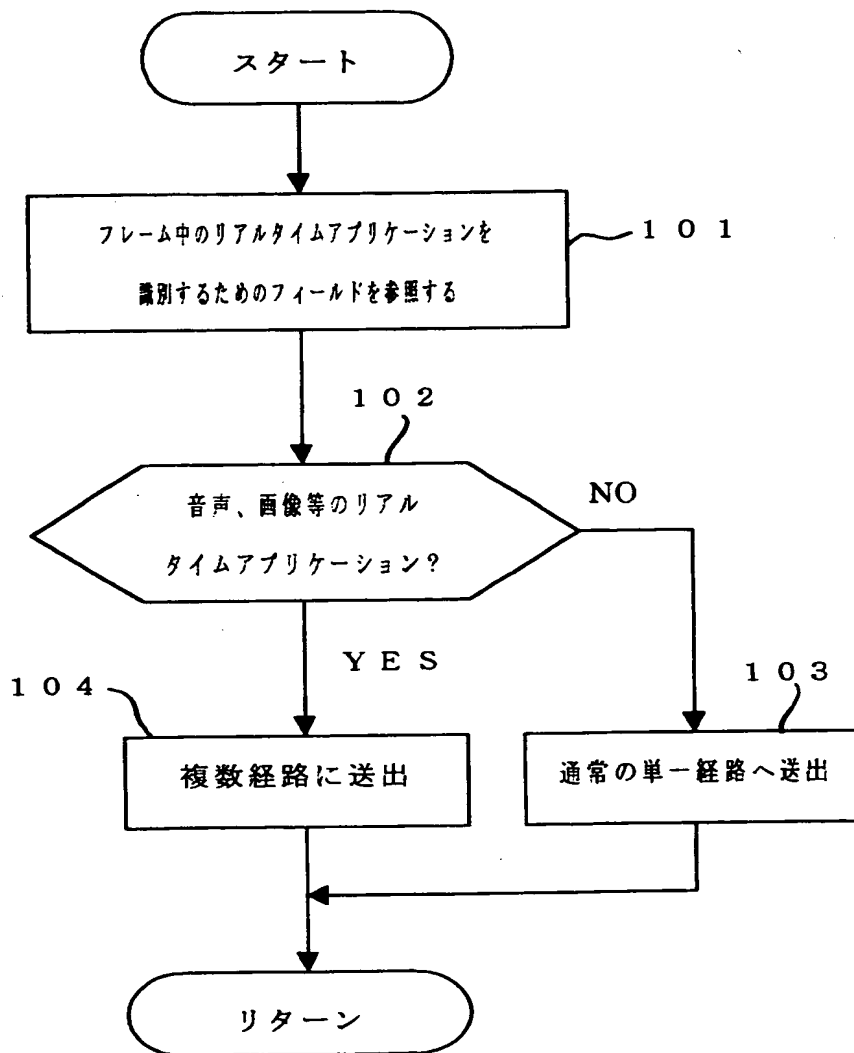 スタート
フレーム中のリアルタイムアプリケーションを
識別するためのフィールドを参照する
101
102
音声、画像等のリアル
タイムアプリケーション?
NO
YES
104
複数経路に送出
103
通常の単一経路へ送出
リターン